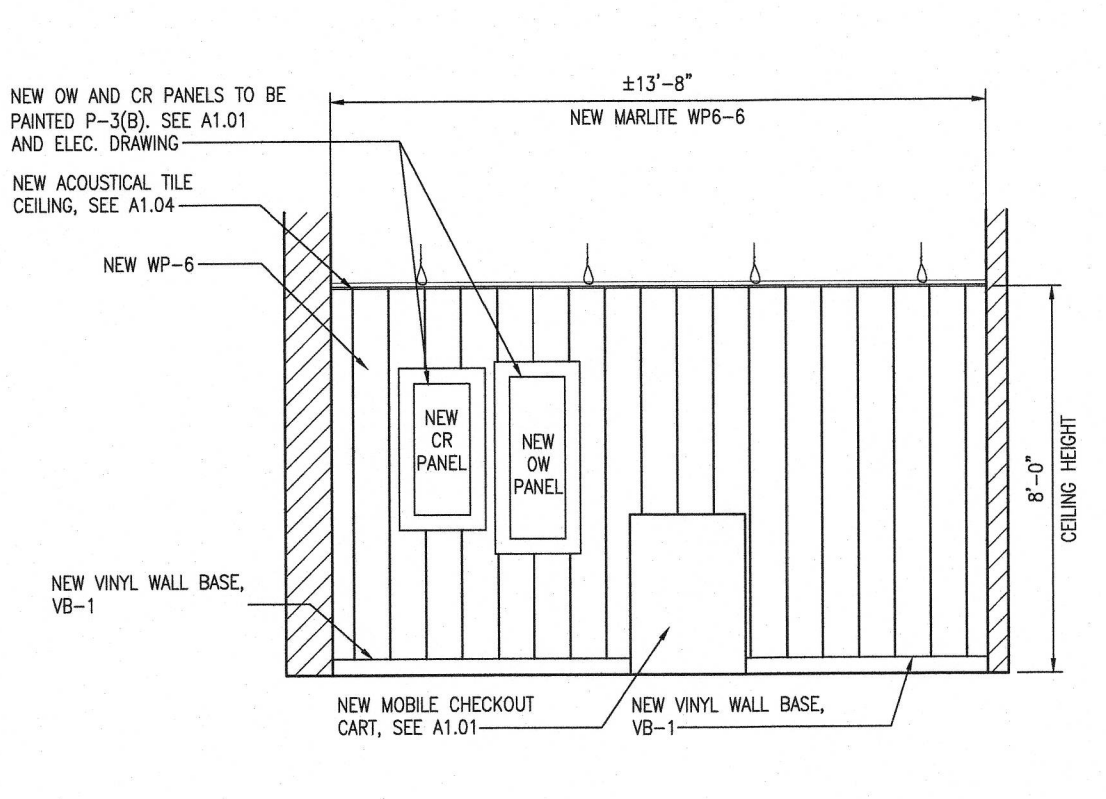 ±13'-8"
NEW MARLITE WP6-6
NEW OW AND CR PANELS TO BE
PAINTED P-3(B). SEE A1.01
AND ELEC. DRAWING
NEW ACOUSTICAL TILE
CEILING, SEE A1.04
NEW WP-6
NEW
CR
PANEL
NEW
OW
PANEL
8'-0"
CEILING HEIGHT
NEW VINYL WALL BASE,
VB-1
NEW MOBILE CHECKOUT
CART, SEE A1.01
NEW VINYL WALL BASE,
VB-1